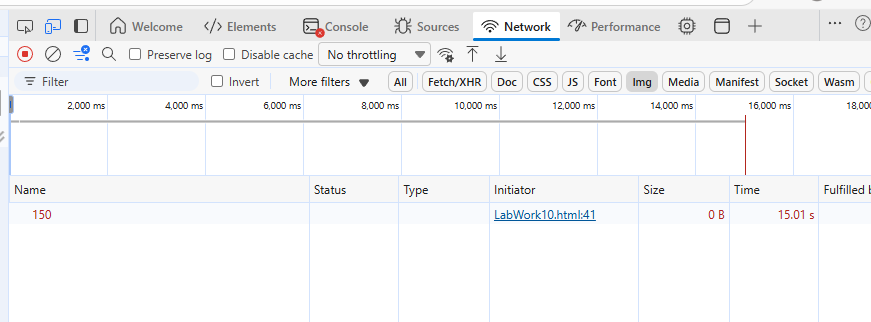 Welcome </> Elements Console Sources Network Performance
Preserve log Disable cache No throttling
Filter Invert More filters All Fetch/XHR Doc CSS JS Font Img Media Manifest Socket Wasm
2,000 ms 4,000 ms 6,000 ms 8,000 ms 10,000 ms 12,000 ms 14,000 ms 16,000 ms 18,000
Name Status Type Initiator Size Time Fulfilled
150 LabWork10.html:41 0 B 15.01 s